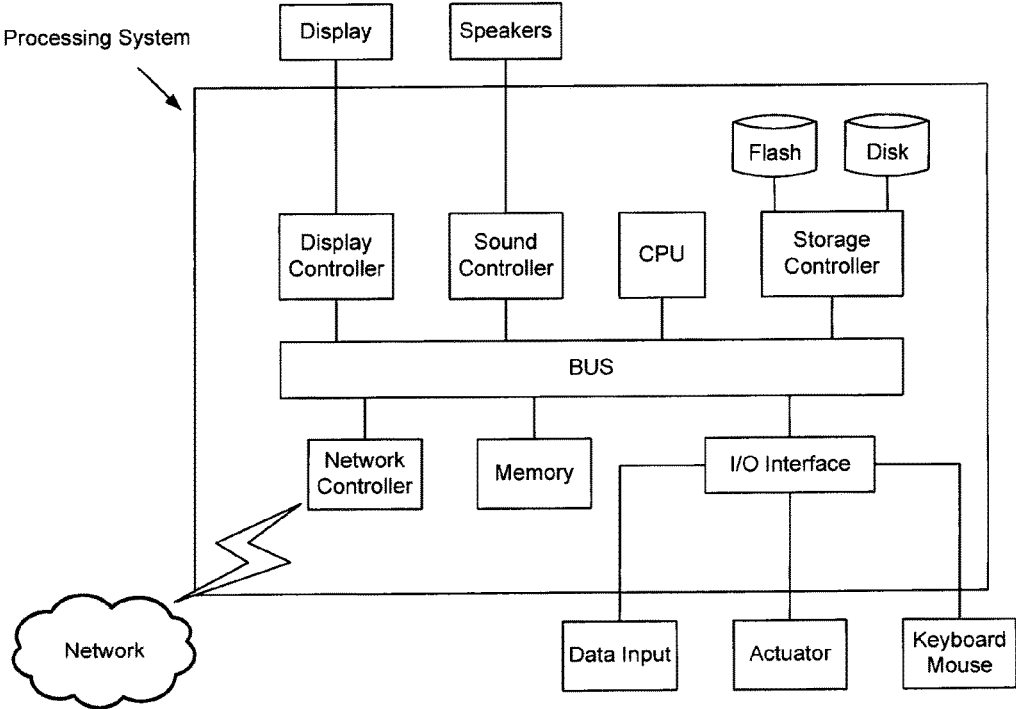 Processing System
Display
Speakers
Flash
Disk
Display
Controller
Sound
Controller
CPU
Storage
Controller
BUS
Network
Controller
Memory
I/O Interface
Network
Data Input
Actuator
Keyboard
Mouse